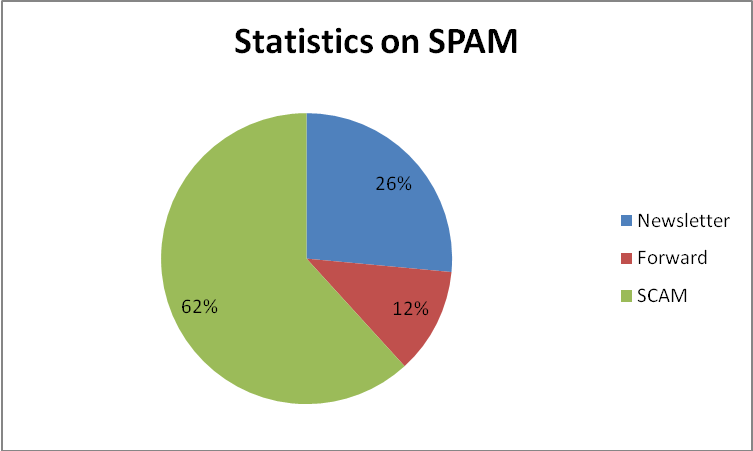 Statistics on SPAM
26%
12%
62%
Newsletter
Forward
SCAM